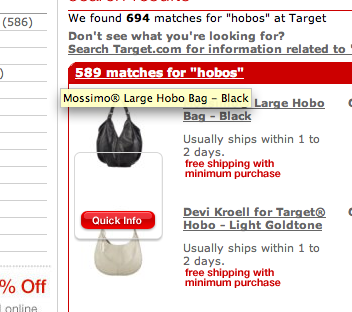 (586)
We found 694 matches for "hobos" at Target
Don't see what you're looking for?
Search Target.com for information related to "
589 matches for "hobos"
Mossimo® Large Hobo Bag - Black
Large Hobo
Bag - Black
Usually ships within 1 to
2 days.
free shipping with
minimum purchase
Quick Info
Devi Kroell for Target®
Hobo - Light Goldtone
Usually ships within 1 to
2 days.
free shipping with
minimum purchase
% Off
online